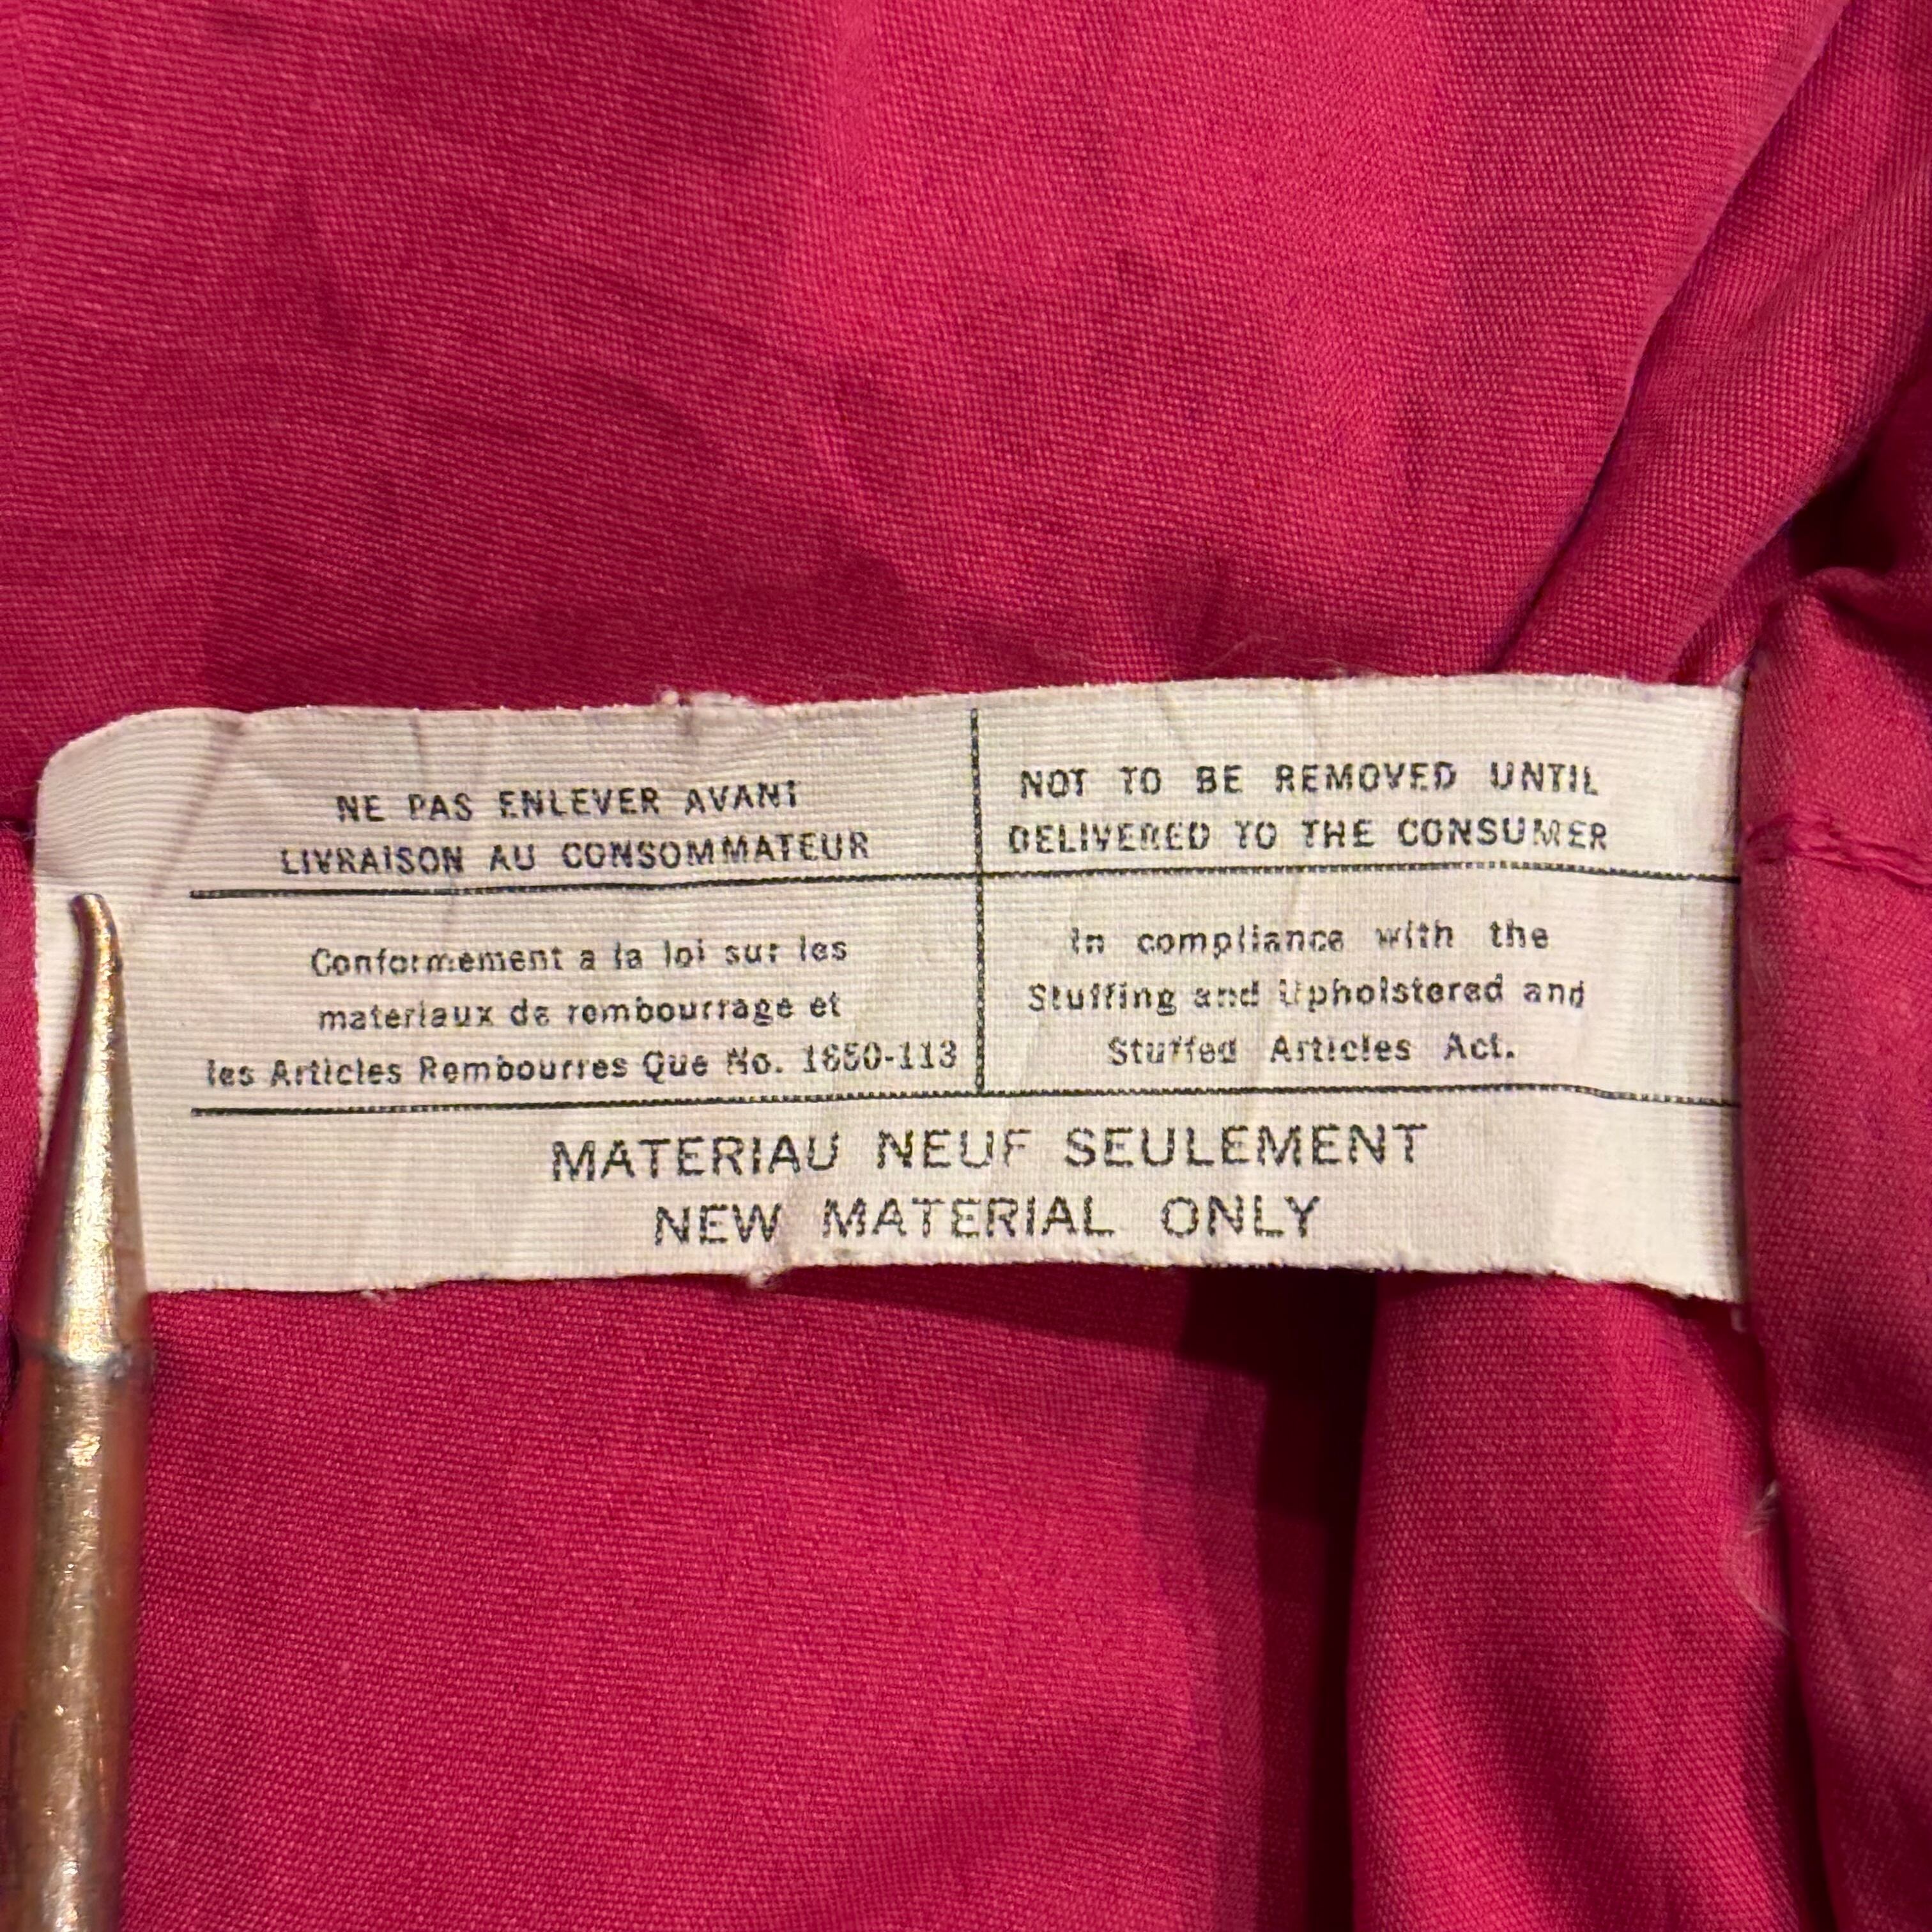 NE PAS ENLEVER AVANT
LIVRAISON AU CONSOMMATEUR
NOT TO BE REMOVED UNTIL
DELIVERED TO THE CONSUMER
Conformement a la loi sur les
materiaux de rembourrage et
les Articles Rembourres Que No. 1650-113
In compliance with the
Stuffing and Upholstered and
Stuffed Articles Act.
MATERIAU NEUF SEULEMENT
NEW MATERIAL ONLY